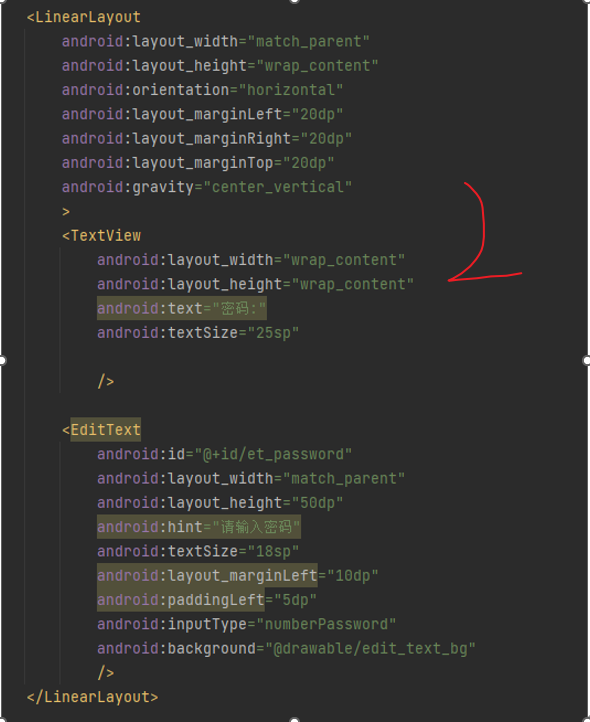 <LinearLayout
android:layout_width="match_parent"
android:layout_height="wrap_content"
android:orientation="horizontal"
android:layout_marginLeft="20dp"
android:layout_marginRight="20dp"
android:layout_marginTop="20dp"
android:gravity="center_vertical"
>
<TextView
android:layout_width="wrap_content"
android:layout_height="wrap_content"
android:text="密码:"
android:textSize="25sp"
/>
<EditText
android:id="@+id/et_password"
android:layout_width="match_parent"
android:layout_height="50dp"
android:hint="请输入密码"
android:textSize="18sp"
android:layout_marginLeft="10dp"
android:paddingLeft="5dp"
android:inputType="numberPassword"
android:background="@drawable/edit_text_bg"
/>
</LinearLayout>